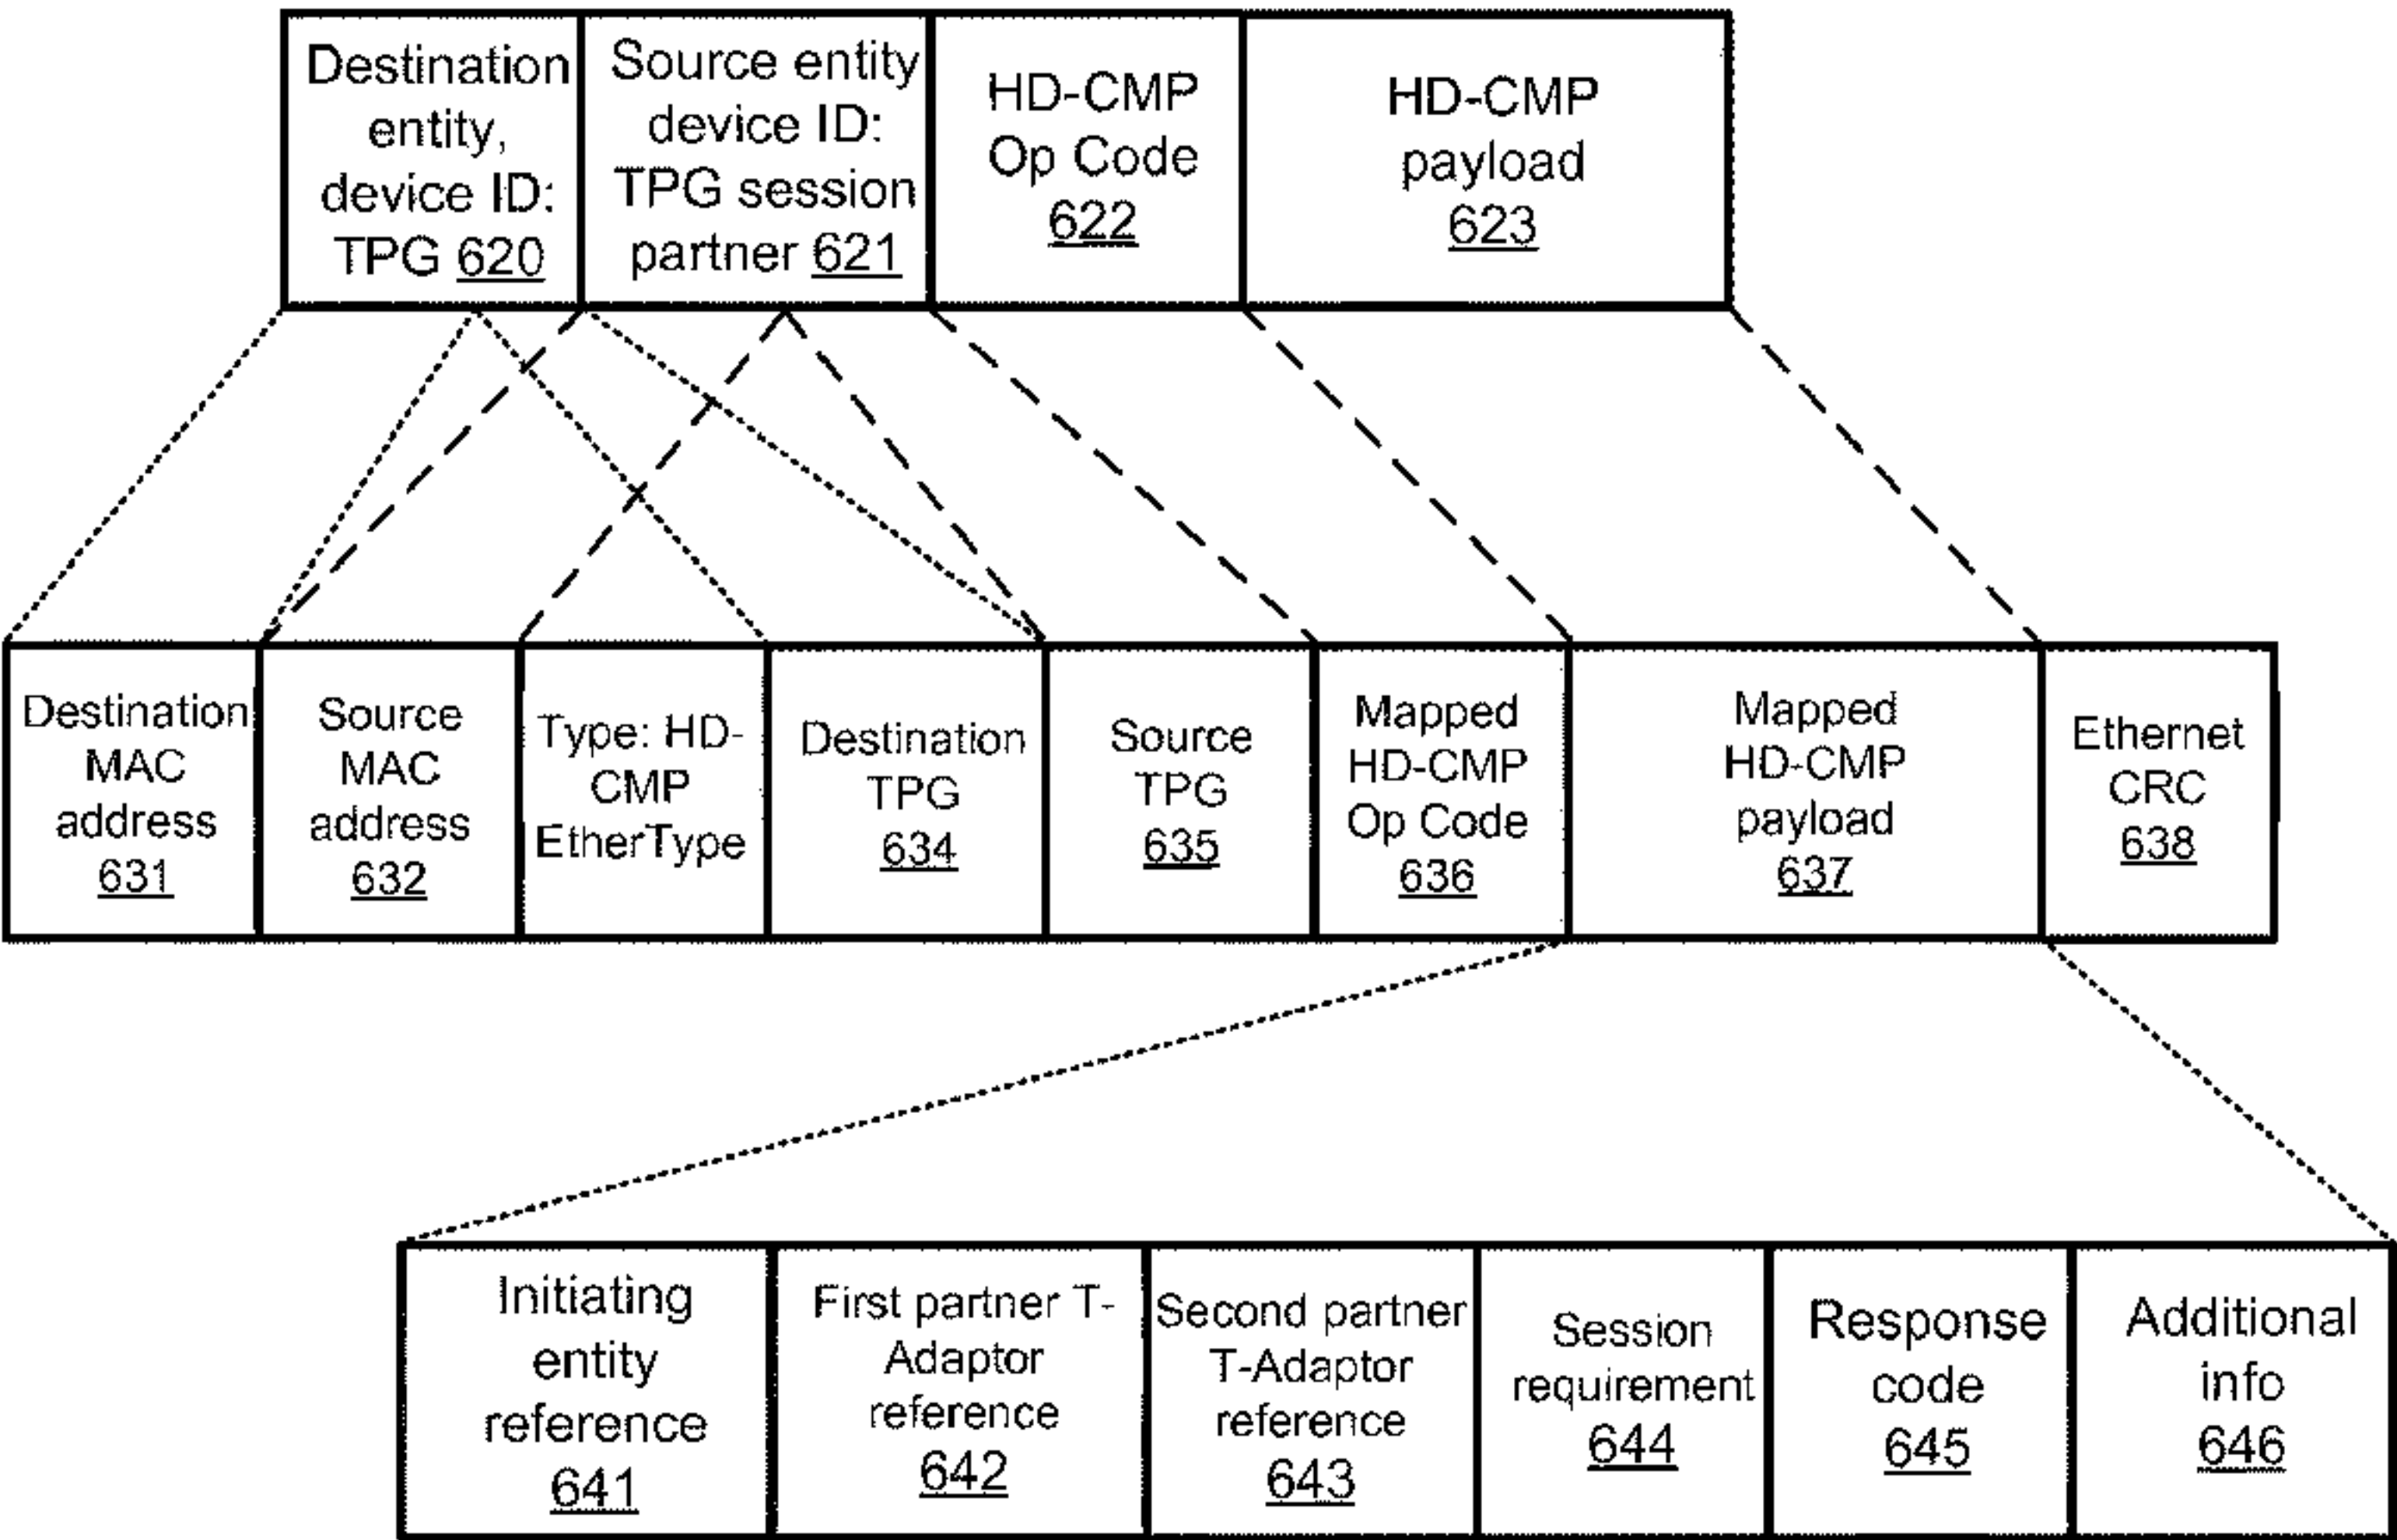 Destination
entity,
device ID:
TPG 620
Source entity
device ID:
TPG session
partner 621
HD-CMP
Op Code
622
HD-CMP
payload
623
Destination
MAC
address
631
Source
MAC
address
632
Type: HD-
CMP
EtherType
Destination
TPG
634
Source
TPG
635
Mapped
HD-CMP
Op Code
636
Mapped
HD-CMP
payload
637
Ethernet
CRC
638
Initiating
entity
reference
641
First partner T-
Adaptor
reference
642
Second partner
T-Adaptor
reference
643
Session
requirement
644
Response
code
645
Additional
info
646